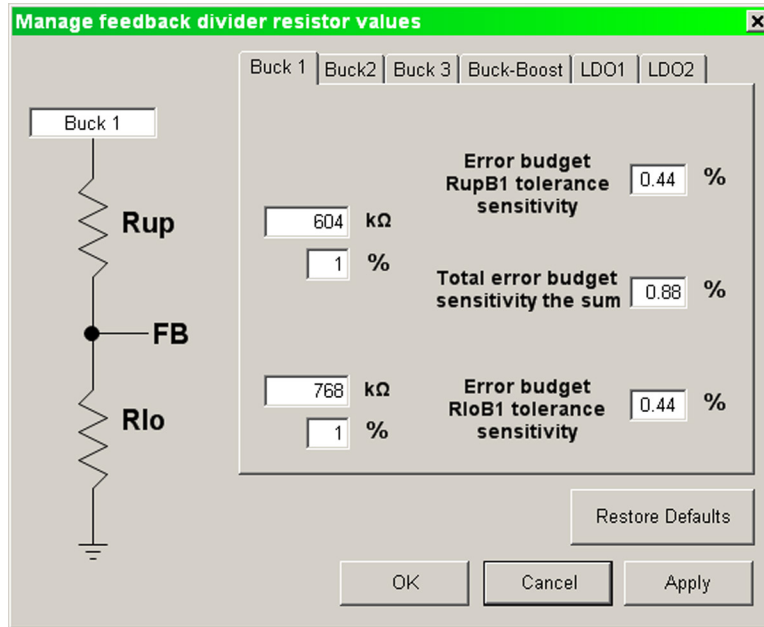 Manage feedback divider resistor values
Buck 1 Buck2 Buck 3 Buck-Boost LDO1 LDO2
Buck 1
Rup
604 kΩ
1 %
Error budget
RupB1 tolerance
sensitivity
0.44 %
Total error budget
sensitivity the sum
0.88 %
FB
Rlo
768 kΩ
1 %
Error budget
RloB1 tolerance
sensitivity
0.44 %
Restore Defaults
OK Cancel Apply